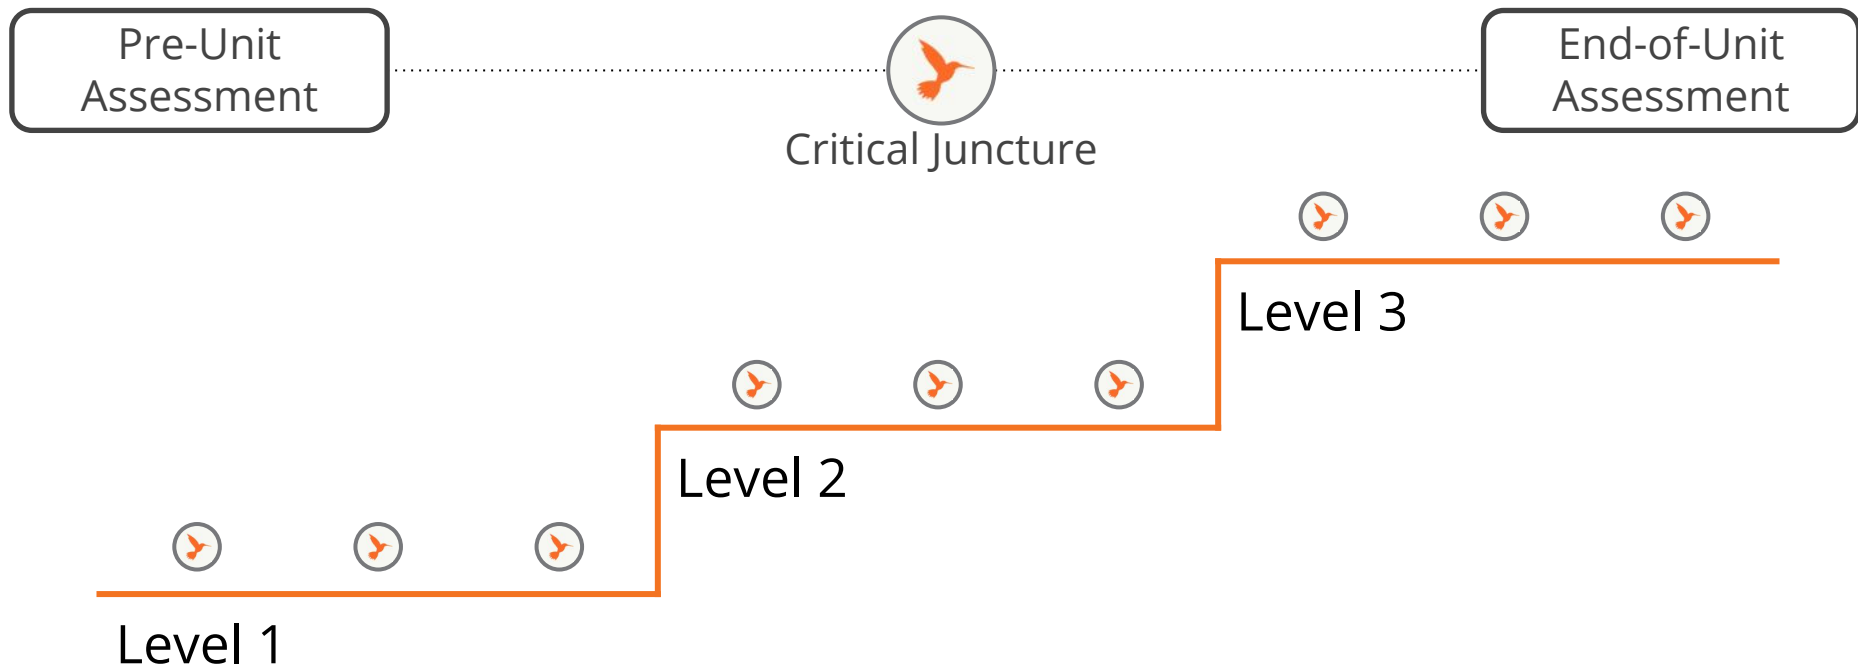 Pre-Unit
Assessment
End-of-Unit
Assessment
Critical Juncture
Level 3
Level 2
Level 1